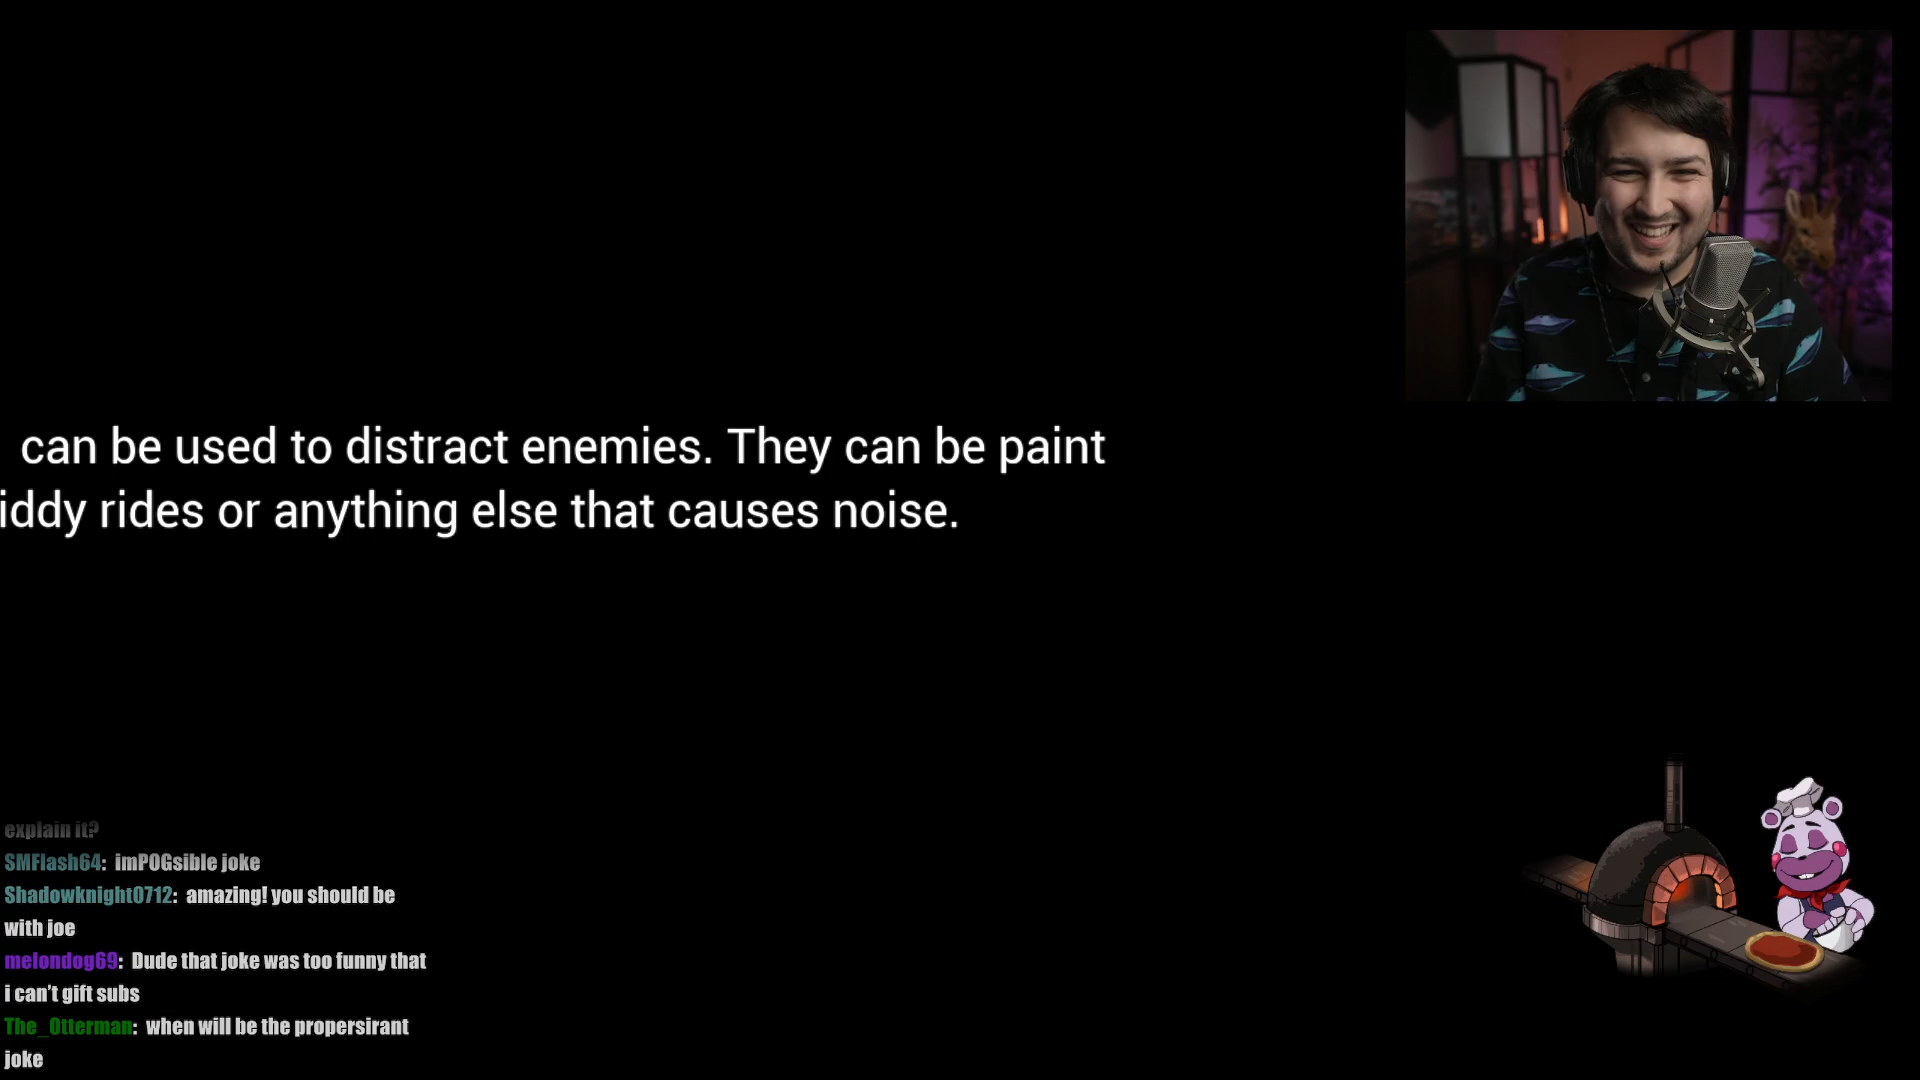 can be used to distract enemies. They can be paint
iddy rides or anything else that causes noise.
explain it?
SMFlash64: imPOGsible joke
Shadowknight0712: amazing! you should be
with joe
melondog69: Dude that joke was too funny that
i can't gift subs
The_Otterman: when will be the propersirant
joke